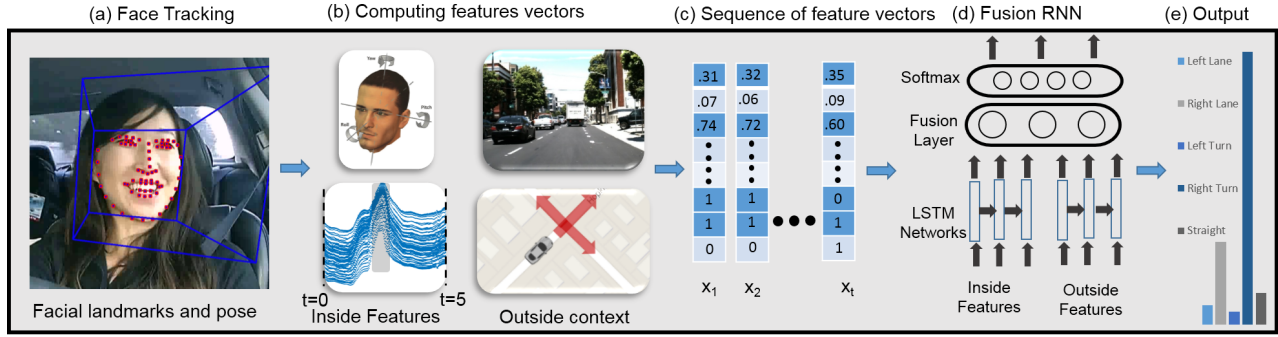 (a) Face Tracking
(b) Computing features vectors
(c) Sequence of feature vectors
(d) Fusion RNN
(e) Output
Facial landmarks and pose
Yaw
Pitch
Roll
t=0
t=5
Inside Features
Outside context
.31 .32 .35
.07 .06 .09
.74 .72 .60
1 1 0
1 1 1
0 0 1
x1 x2 xt
Softmax
Fusion
Layer
LSTM
Networks
Inside
Features
Outside
Features
Left Lane
Right Lane
Left Turn
Right Turn
Straight